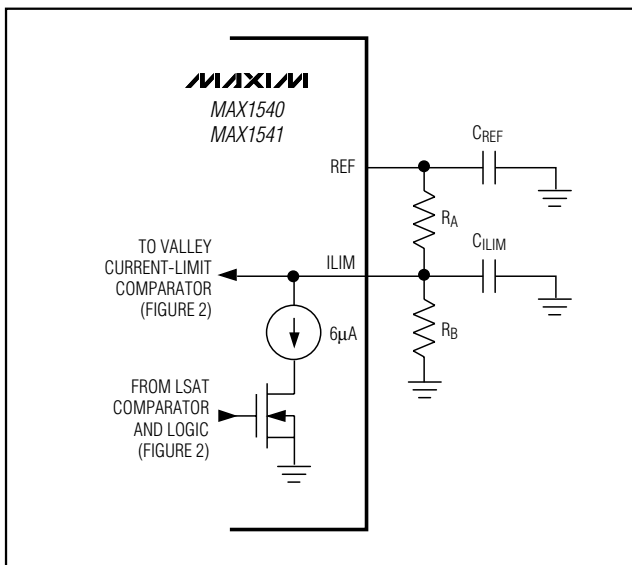 MAXIM
MAX1540
MAX1541
REF
CREF
RA
TO VALLEY
CURRENT-LIMIT
COMPARATOR
(FIGURE 2)
ILIM
CILIM
6µA
RB
FROM LSAT
COMPARATOR
AND LOGIC
(FIGURE 2)